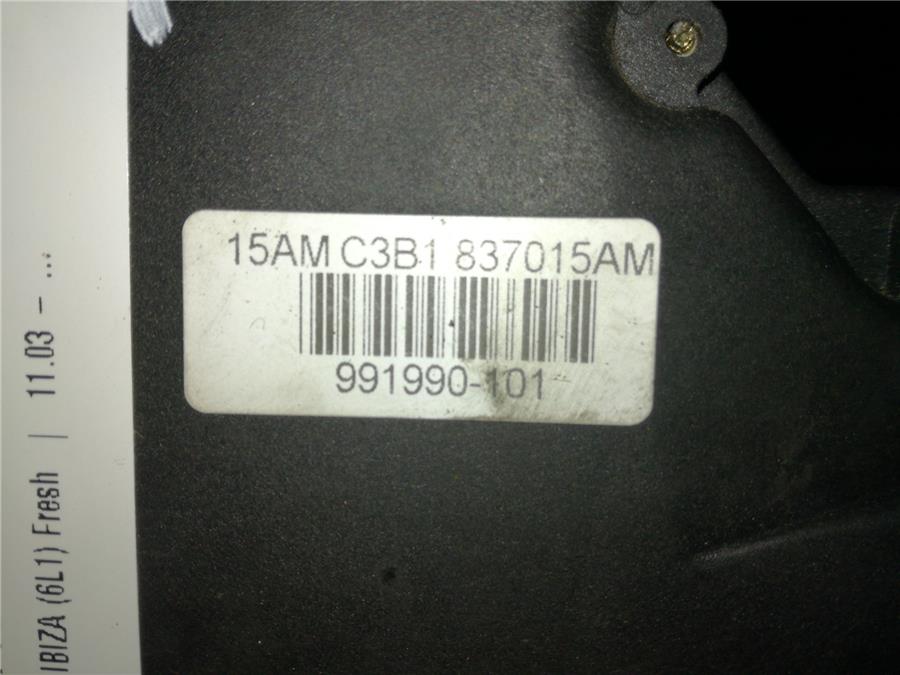 15AM C3B1 837015AM
991990-101
IBIZA (6L1) Fresh | 11.03 - ...